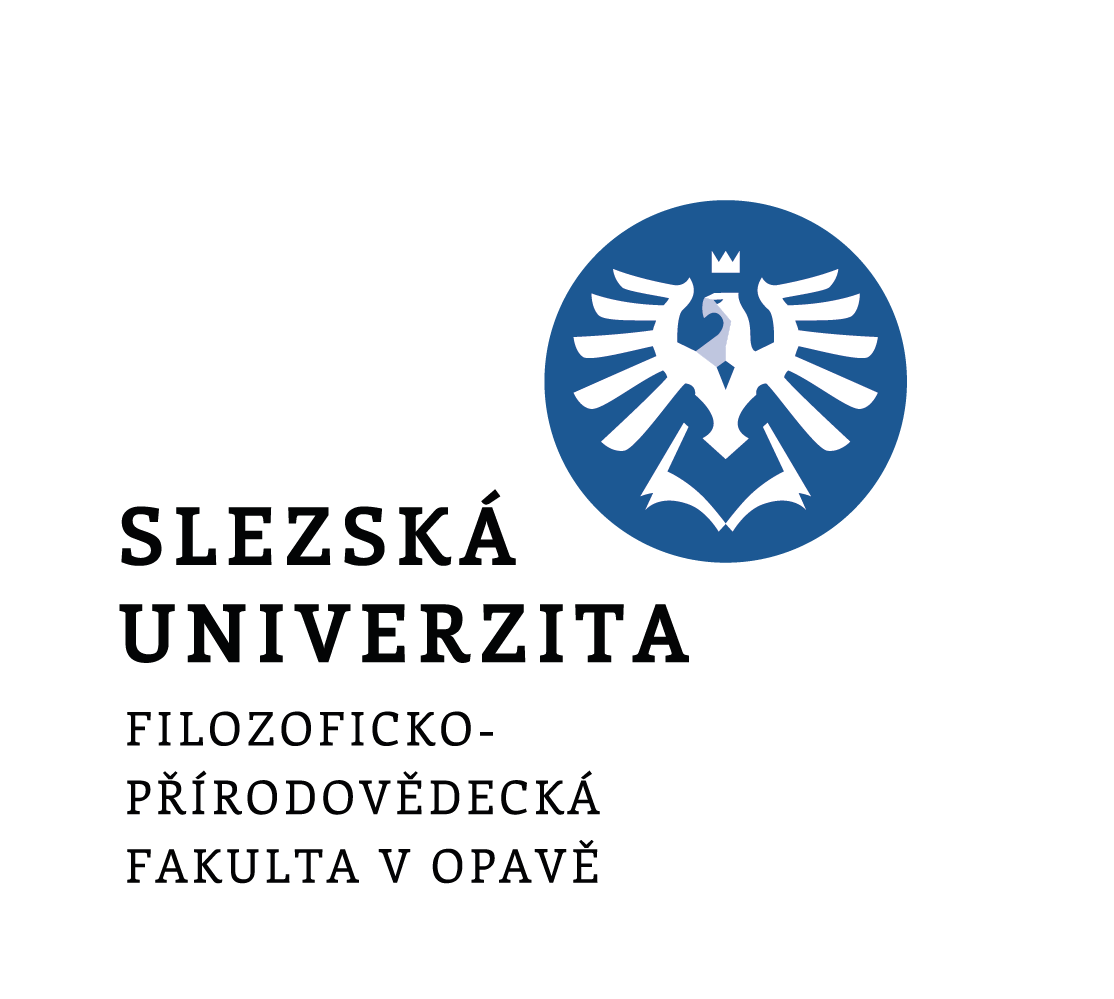 SLEZSKÁ
UNIVERZITA
FILOZOFICKO-
PŘÍRODOVĚDECKÁ
FAKULTA V OPAVĚ